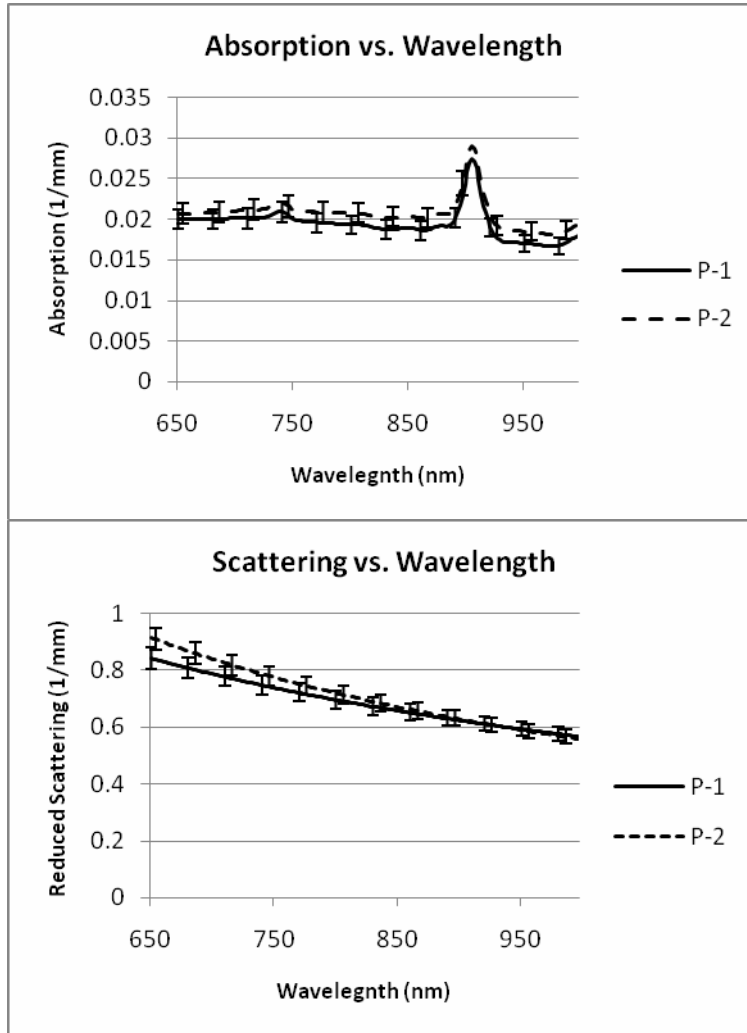 Absorption vs. Wavelength
0.035
0.03
0.025
0.02
0.015
0.01
0.005
0
Absorption (1/mm)
650 750 850 950
Wavelegnth (nm)
P-1
P-2
Scattering vs. Wavelength
1
0.8
0.6
0.4
0.2
0
Reduced Scattering (1/mm)
650 750 850 950
Wavelegnth (nm)
P-1
P-2